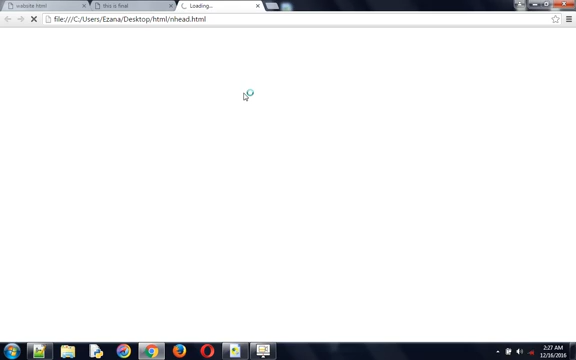 website html
this is final
Loading...
file:///C:/Users/Ezana/Desktop/html/nhead.html
2:27 AM
12/16/2016